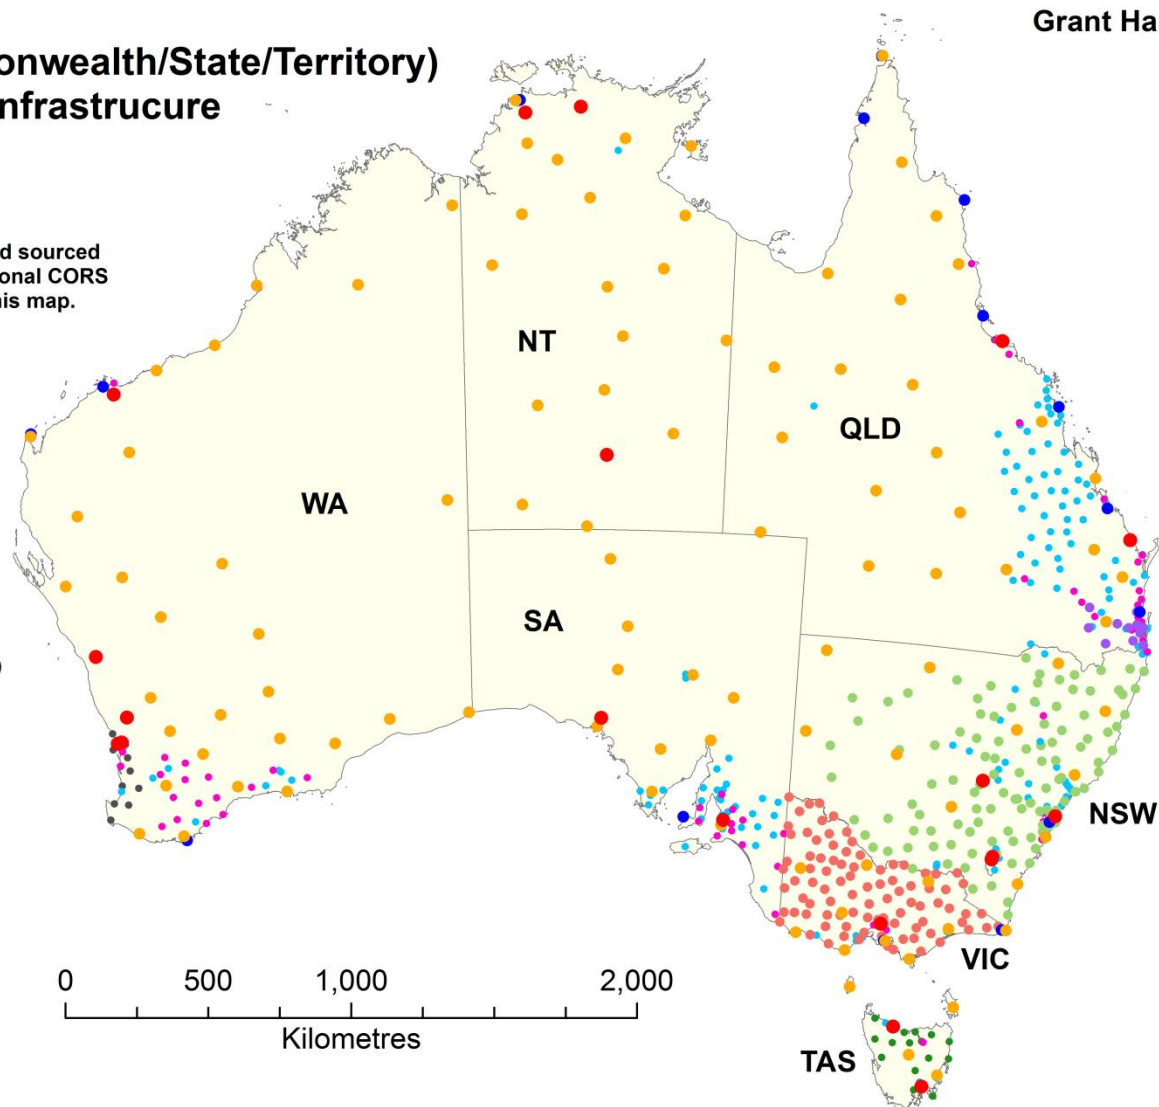 Grant Ha
onwealth/State/Territory)
nfrastrucure
d sourced
onal CORS
his map.
NT
QLD
WA
SA
NSW
VIC
TAS
0 500 1,000 2,000
Kilometres
)